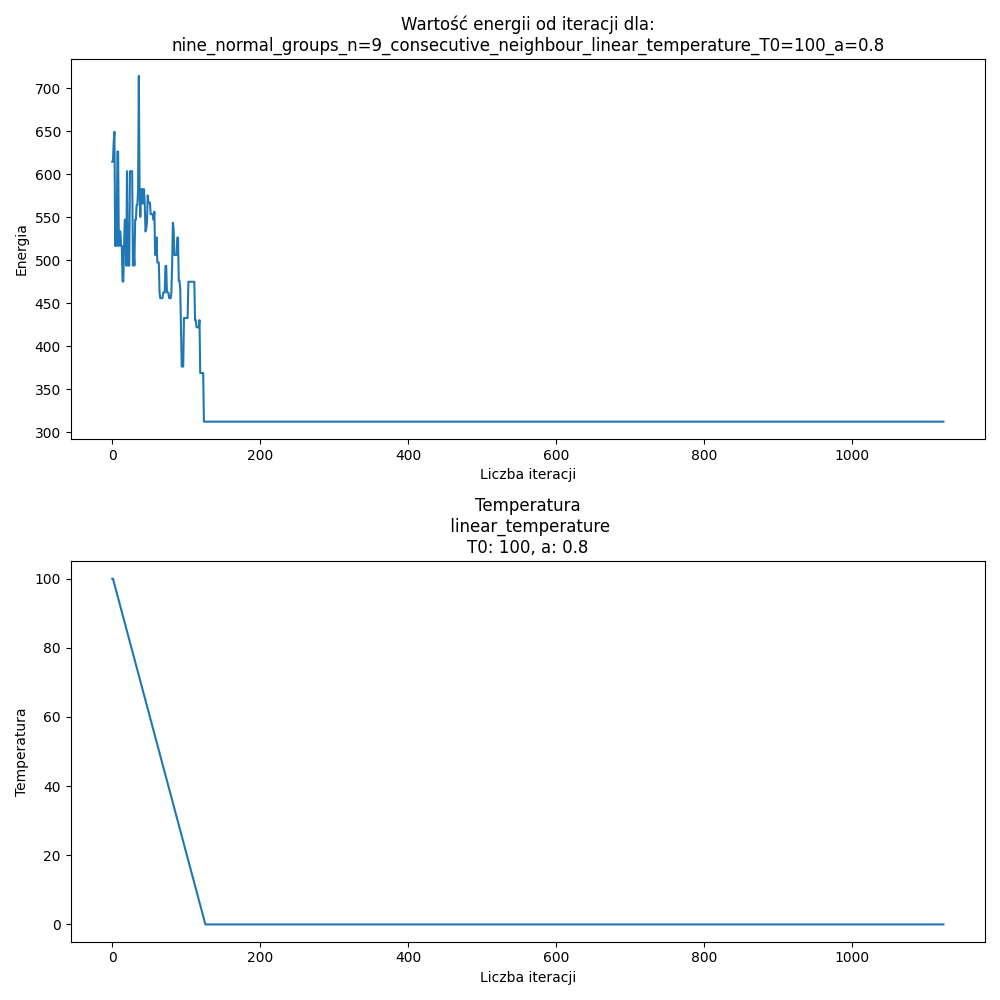 Wartość energii od iteracji dla:
nine_normal_groups_n=9_consecutive_neighbour_linear_temperature_T0=100_a=0.8
700
650
600
550
500
450
400
350
300
Energia
0 200 400 600 800 1000
Liczba iteracji
Temperatura
linear_temperature
T0: 100, a: 0.8
100
80
60
40
20
0
Temperatura
0 200 400 600 800 1000
Liczba iteracji